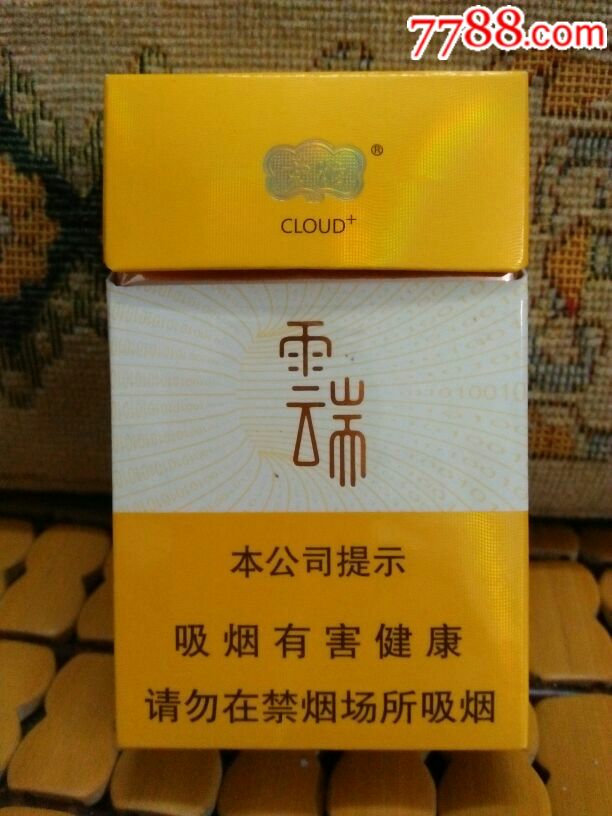 7788.com
®
CLOUD+
雲端
本公司提示
吸烟有害健康
请勿在禁烟场所吸烟